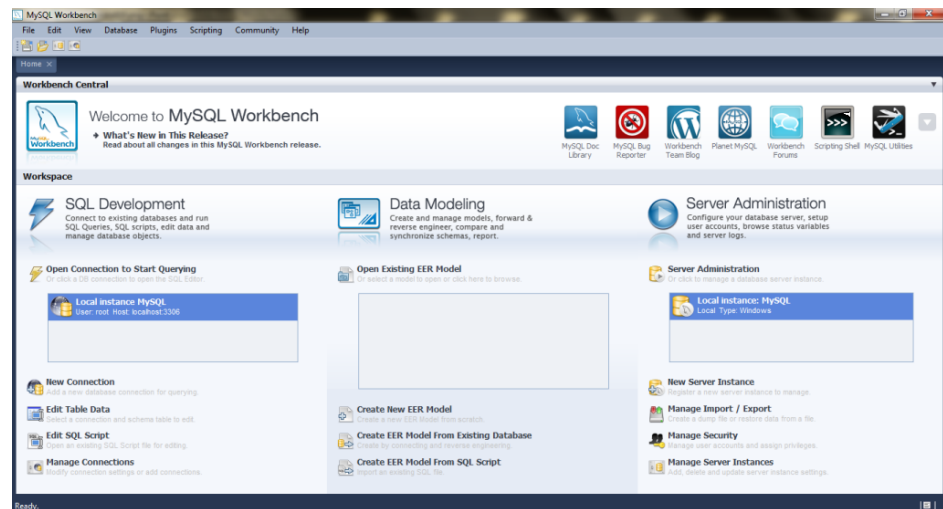 MySQL Workbench
File Edit View Database Plugins Scripting Community Help
Home
Workbench Central
Welcome to MySQL Workbench
What's New in This Release?
Read about all changes in this MySQL Workbench release.
MySQL Workbench
MySQL Doc Library
MySQL Bug Reporter
Workbench Team Blog
Planet MySQL
Workbench Forums
Scripting Shell
MySQL Utilities
Workspace
SQL Development
Connect to existing databases and run
SQL Queries, SQL scripts, edit data and
manage database objects.
Open Connection to Start Querying
Or click a DB connection to open the SQL Editor.
Local instance MySQL
User: root Host: localhost:3306
New Connection
Add a new database connection for querying.
Edit Table Data
Select a connection and schema table to edit.
Edit SQL Script
Open an existing SQL Script file for editing.
Manage Connections
Modify connection settings or add connections.
Data Modeling
Create and manage models, forward &
reverse engineer, compare and
synchronize schemas, report.
Open Existing EER Model
Or select a model to open or click here to browse.
Create New EER Model
Create a new EER Model from scratch.
Create EER Model From Existing Database
Create by connecting and reverse engineering.
Create EER Model From SQL Script
Import an existing SQL file.
Server Administration
Configure your database server, setup
user accounts, browse status variables
and server logs.
Server Administration
Or click to manage a database server instance.
Local instance: MySQL
Local Type: Windows
New Server Instance
Register a new server instance to manage.
Manage Import / Export
Create a dump file or restore data from a file.
Manage Security
Manage user accounts and assign privileges.
Manage Server Instances
Add, delete and update server instance settings.
Ready.